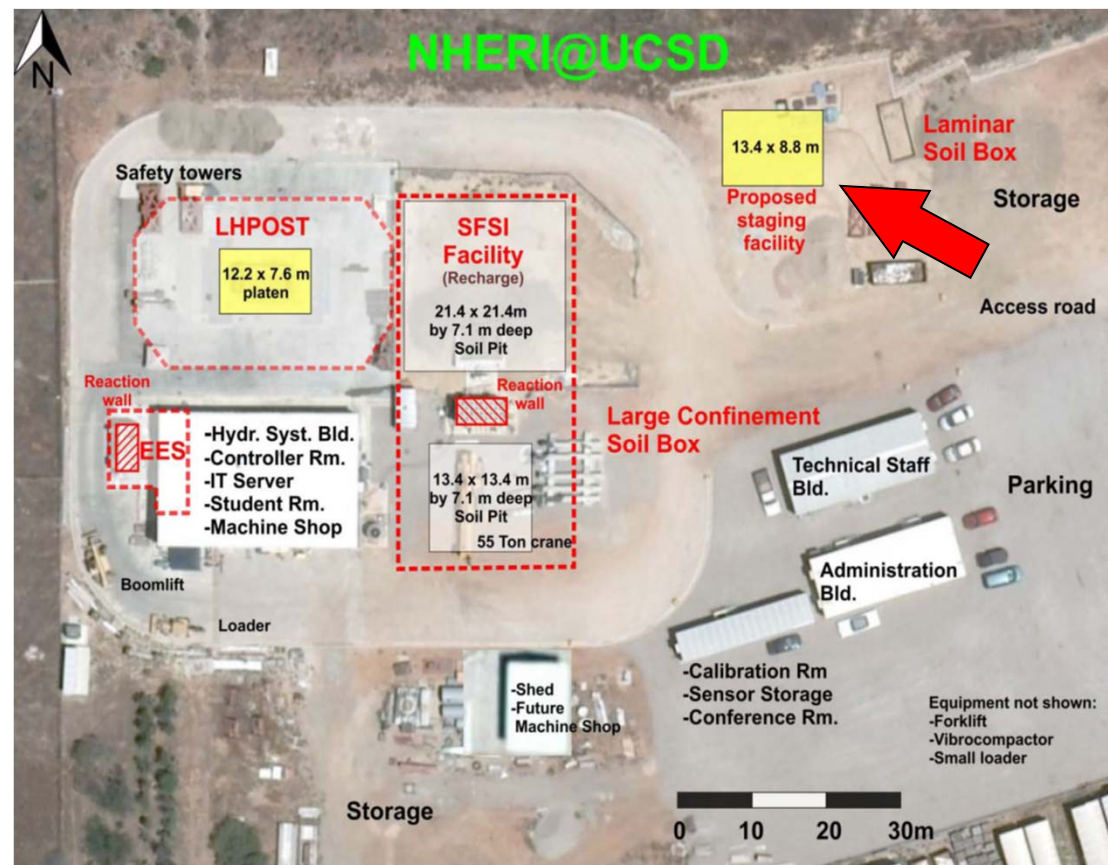 NHERI@UCSD
N
Safety towers
LHPOST
12.2 x 7.6 m
platen
SFSI
Facility
(Recharge)
21.4 x 21.4m
by 7.1 m deep
Soil Pit
13.4 x 8.8 m
Proposed
staging
facility
Laminar
Soil Box
Storage
Access road
Reaction
wall
EES
-Hydr. Syst. Bld.
-Controller Rm.
-IT Server
-Student Rm.
-Machine Shop
Reaction
wall
Large Confinement
Soil Box
13.4 x 13.4 m
by 7.1 m deep
Soil Pit
55 Ton crane
Technical Staff
Bld.
Parking
Administration
Bld.
Boomlift
Loader
-Shed
-Future
Machine Shop
-Calibration Rm
-Sensor Storage
-Conference Rm.
Equipment not shown:
-Forklift
-Vibrocompactor
-Small loader
Storage
0 10 20 30m